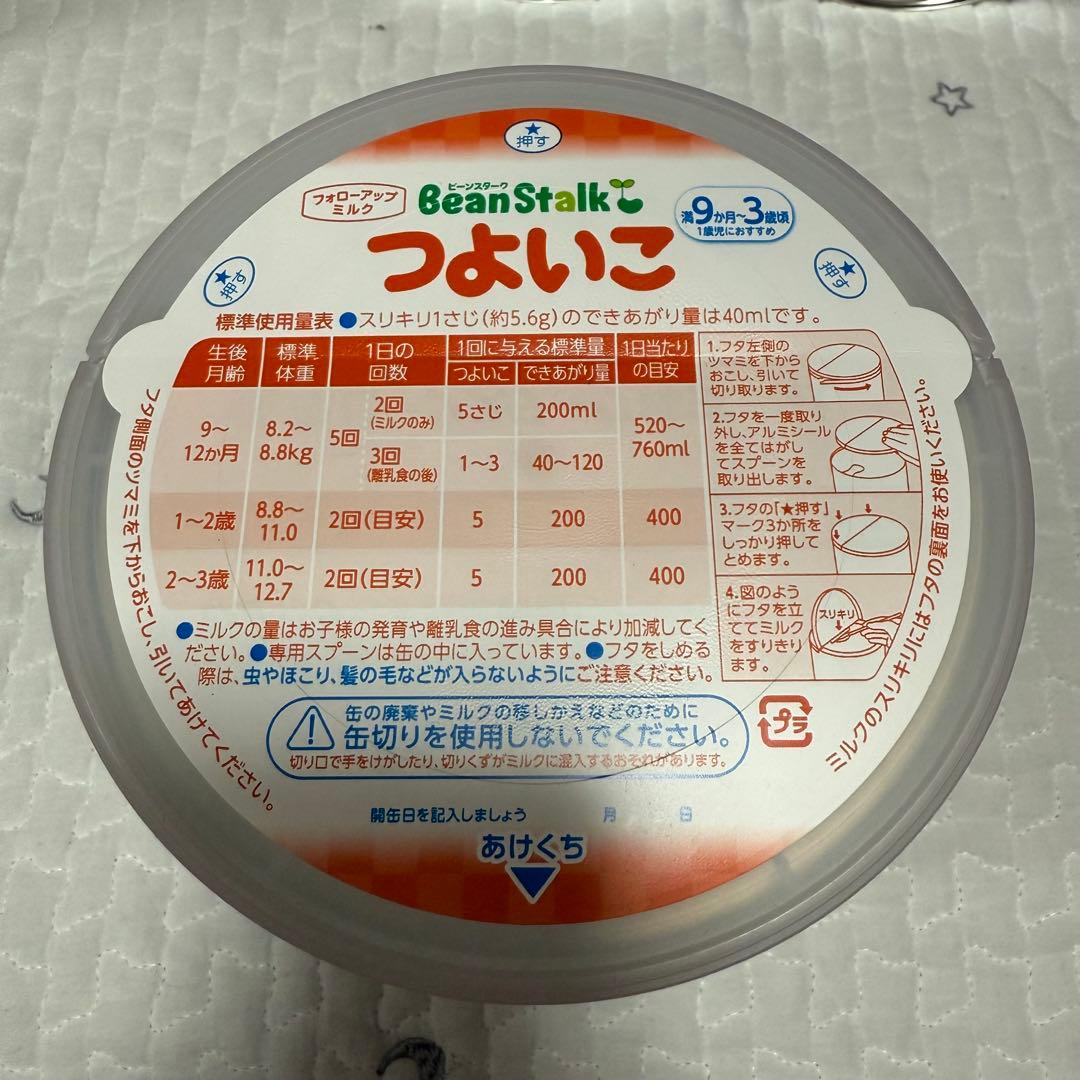 ★
押す
フォローアップ
ミルク
ビーンスターク
BeanStalk
満9か月〜3歳頃
1歳児におすすめ
つよいこ
★押す
★押す
標準使用量表 ●スリキリ1さじ(約5.6g)のできあがり量は40mlです。
生後月齢 標準体重 1日の回数 1回に与える標準量 1日当たりの目安
つよいこ できあがり量
9〜12か月 8.2〜8.8kg 5回 2回(ミルクのみ) 5さじ 200ml 520〜760ml
3回(離乳食の後) 1〜3 40〜120
1〜2歳 8.8〜11.0 2回(目安) 5 200 400
2〜3歳 11.0〜12.7 2回(目安) 5 200 400
1.フタ左側の
ツマミを下から
おこし、引いて
切り取ります。
2.フタを一度取り
外し、アルミシール
を全てはがし
てスプーンを
取り出します。
3.フタの「★押す」
マーク3か所を
しっかり押して
とめます。
4.図のよう
にフタを立
ててミルク
をすりきり
ます。
スリキリ
●ミルクの量はお子様の発育や離乳食の進み具合により加減してく
ださい。●専用スプーンは缶の中に入っています。●フタをしめる
際は、虫やほこり、髪の毛などが入らないようにご注意ください。
缶の廃棄やミルクの移しかえなどのために
缶切りを使用しないでください。
切り口で手をけがしたり、切りくずがミルクに混入するおそれがあります。
プラ
開缶日を記入しましょう 月 日
あけくち
フタ側面のツマミを下からおこし、引いてあけてください。
ミルクのスリキリにはフタの裏面をお使いください。